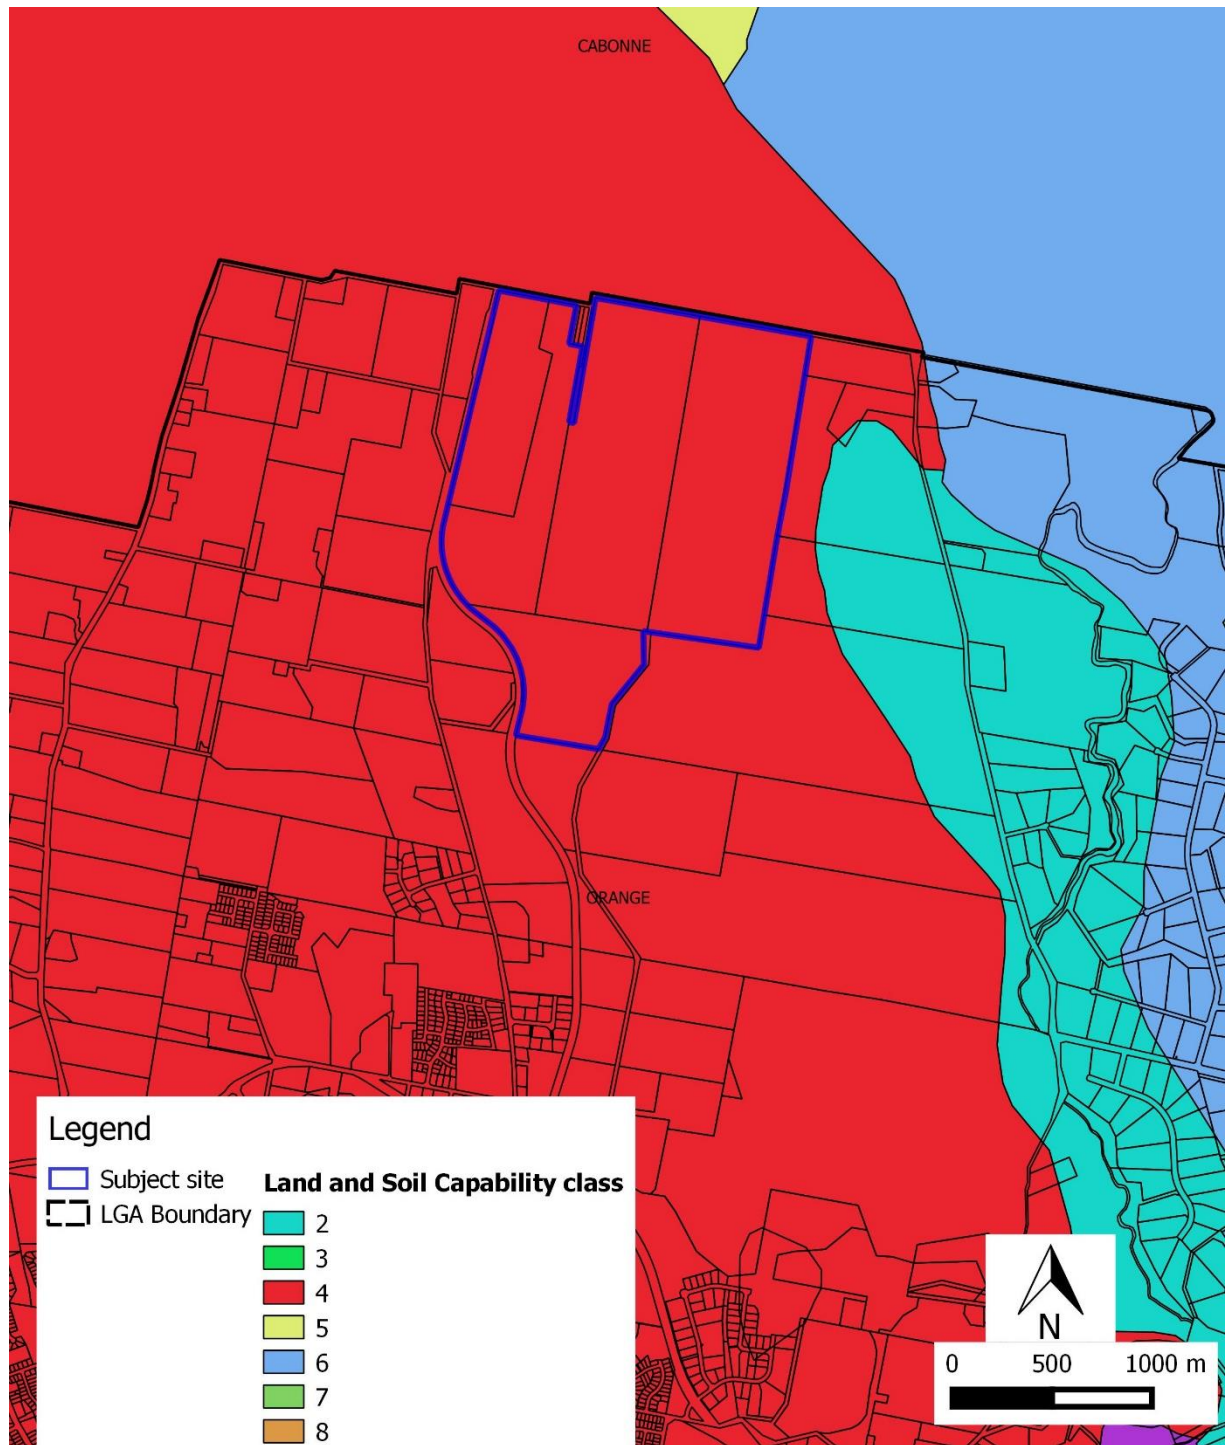 CABONNE
ORANGE
Legend
Subject site
LGA Boundary
Land and Soil Capability class
2
3
4
5
6
7
8
N
0 500 1000 m